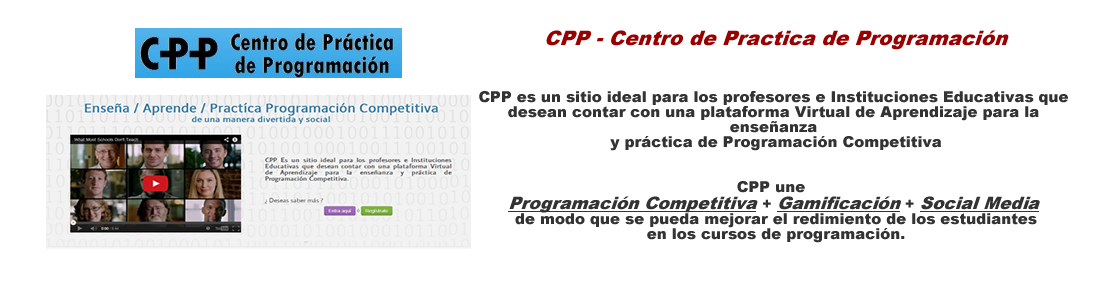 C-P-P Centro de Práctica
de Programación
Enseña / Aprende / Practíca Programación Competitiva
de una manera divertida y social
What Most Schools Don't Teach
CPP Es un sitio ideal para los profesores e Instituciones
Educativas que desean contar con una plataforma Virtual
de Aprendizaje para la enseñanza y práctica de
Programación Competitiva.
¿ Deseas saber más ?
Entra aquí
Regístrate
CPP - Centro de Practica de Programación
CPP es un sitio ideal para los profesores e Instituciones Educativas que
desean contar con una plataforma Virtual de Aprendizaje para la
enseñanza
y práctica de Programación Competitiva
CPP une
Programación Competitiva + Gamificación + Social Media
de modo que se pueda mejorar el redimiento de los estudiantes
en los cursos de programación.